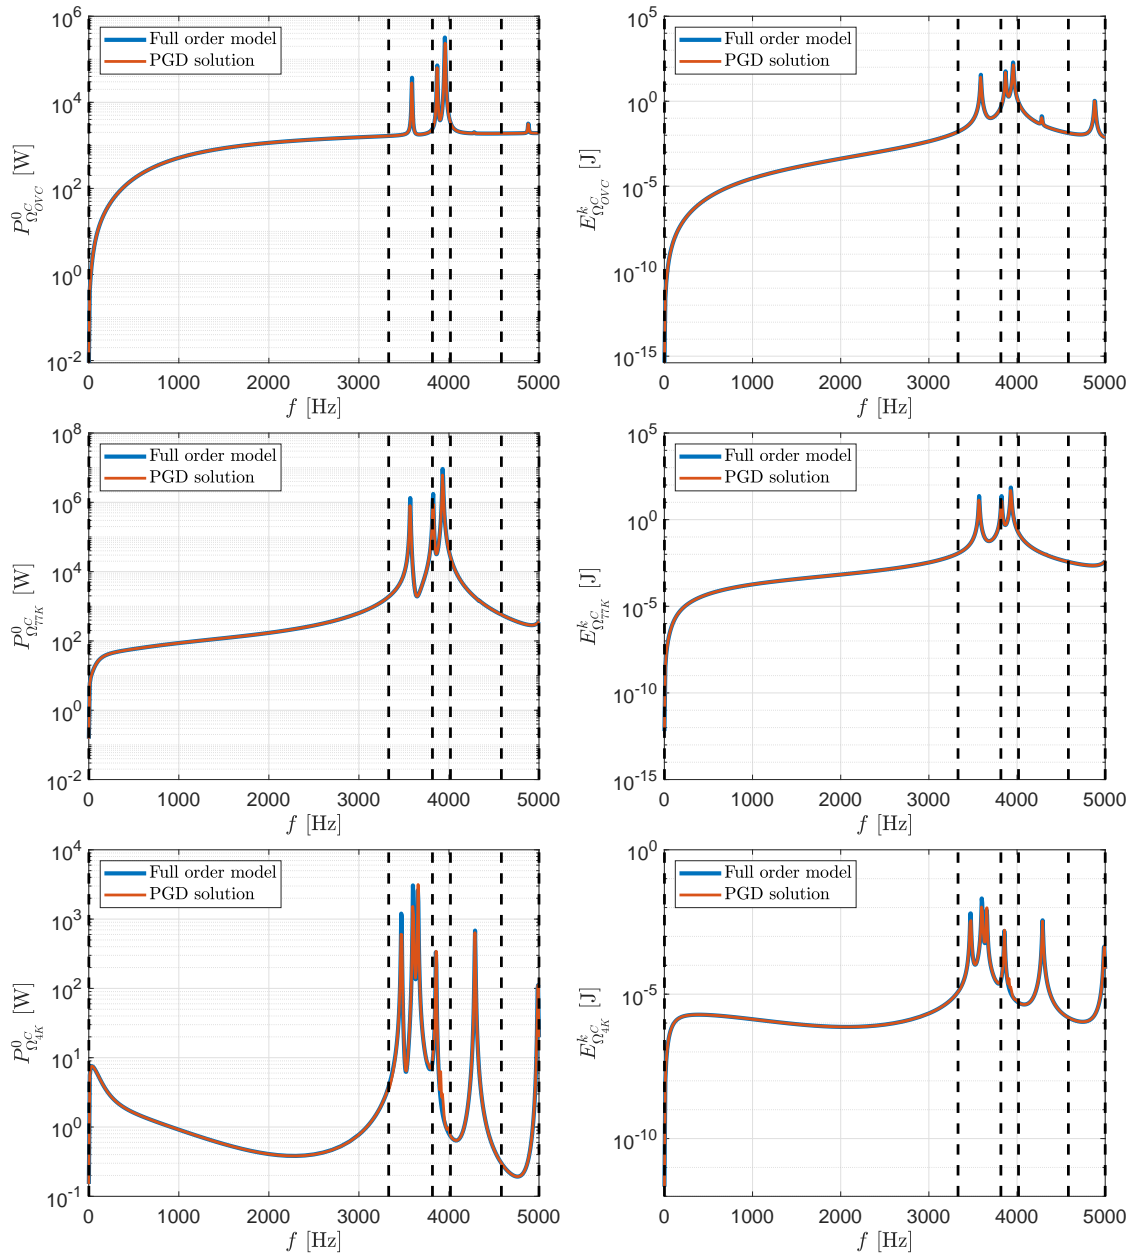 10^6
10^4
10^2
10^0
10^-2
P^0_{Ω^C_{OVC}} [W]
Full order model
PGD solution
0 1000 2000 3000 4000 5000
f [Hz]
10^5
10^0
10^-5
10^-10
10^-15
E^k_{Ω^C_{OVC}} [J]
Full order model
PGD solution
0 1000 2000 3000 4000 5000
f [Hz]
10^8
10^6
10^4
10^2
10^0
10^-2
P^0_{Ω^C_{77K}} [W]
Full order model
PGD solution
0 1000 2000 3000 4000 5000
f [Hz]
10^5
10^0
10^-5
10^-10
10^-15
E^k_{Ω^C_{77K}} [J]
Full order model
PGD solution
0 1000 2000 3000 4000 5000
f [Hz]
10^4
10^3
10^2
10^1
10^0
10^-1
P^0_{Ω^C_{4K}} [W]
Full order model
PGD solution
0 1000 2000 3000 4000 5000
f [Hz]
10^0
10^-5
10^-10
E^k_{Ω^C_{4K}} [J]
Full order model
PGD solution
0 1000 2000 3000 4000 5000
f [Hz]